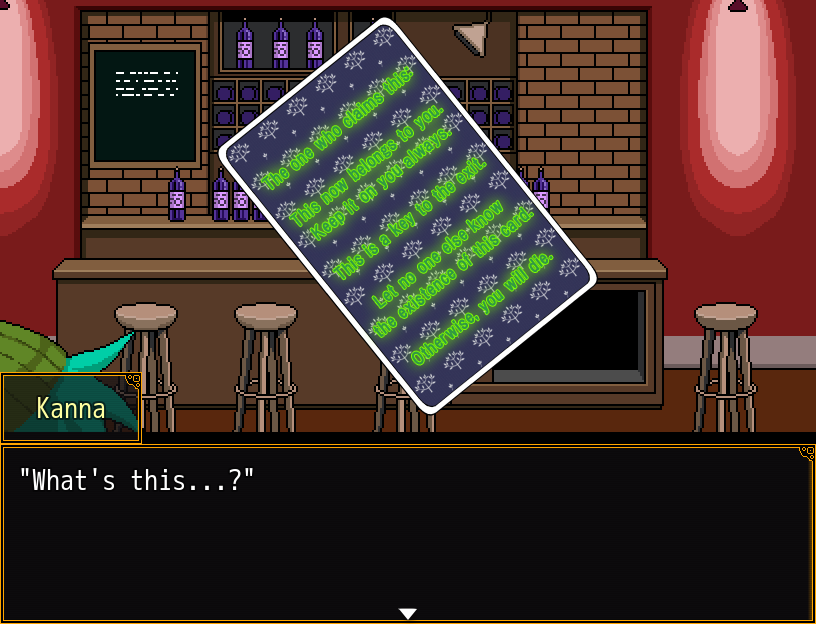 The one who claims this:
This now belongs to you.
Keep it on you always.
This is a key to the exit.
Let no one else know
the existence of this card.
Otherwise, you will die.
Kanna
"What's this...?"